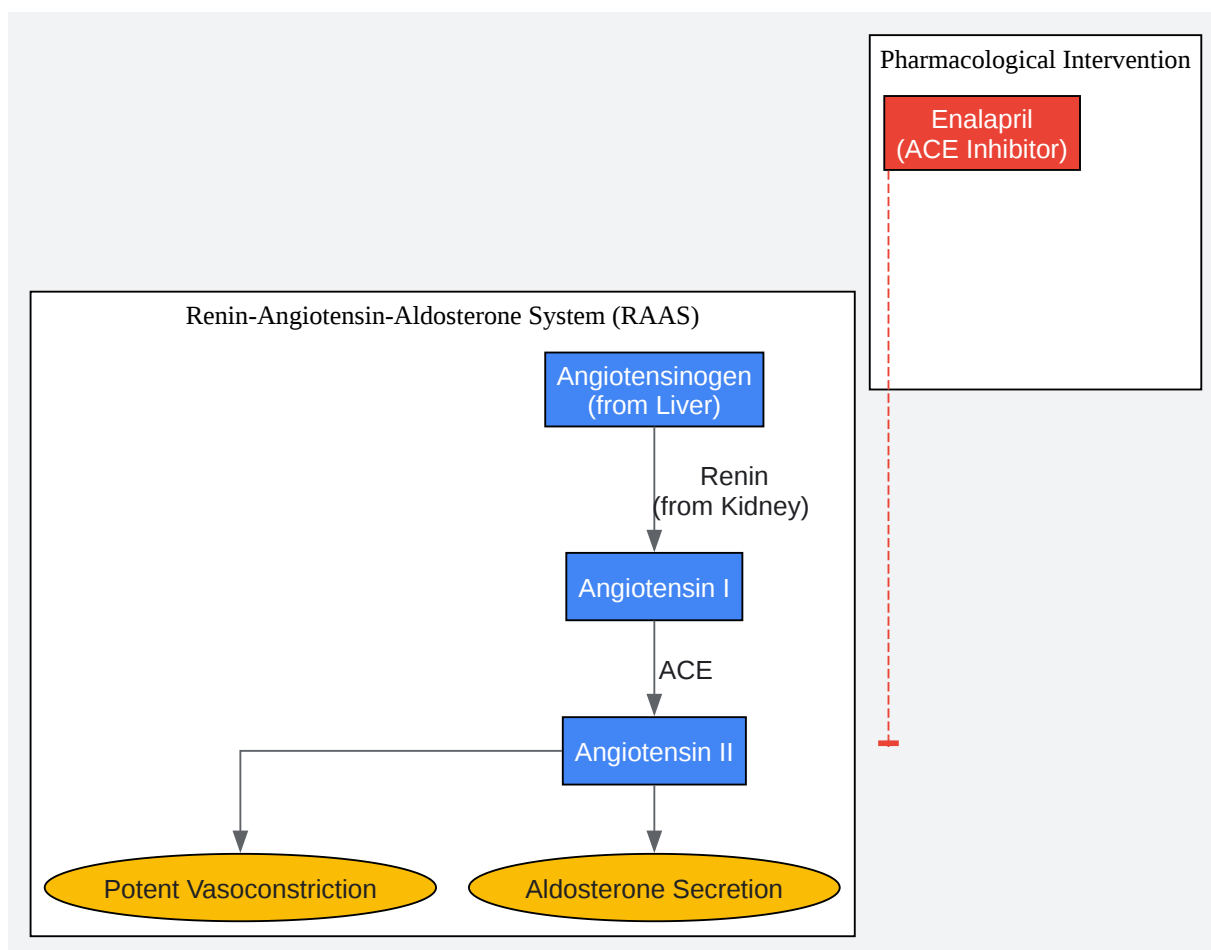 Pharmacological Intervention
Enalapril
(ACE Inhibitor)
Renin-Angiotensin-Aldosterone System (RAAS)
Angiotensinogen
(from Liver)
Renin
(from Kidney)
Angiotensin I
ACE
Angiotensin II
Potent Vasoconstriction
Aldosterone Secretion